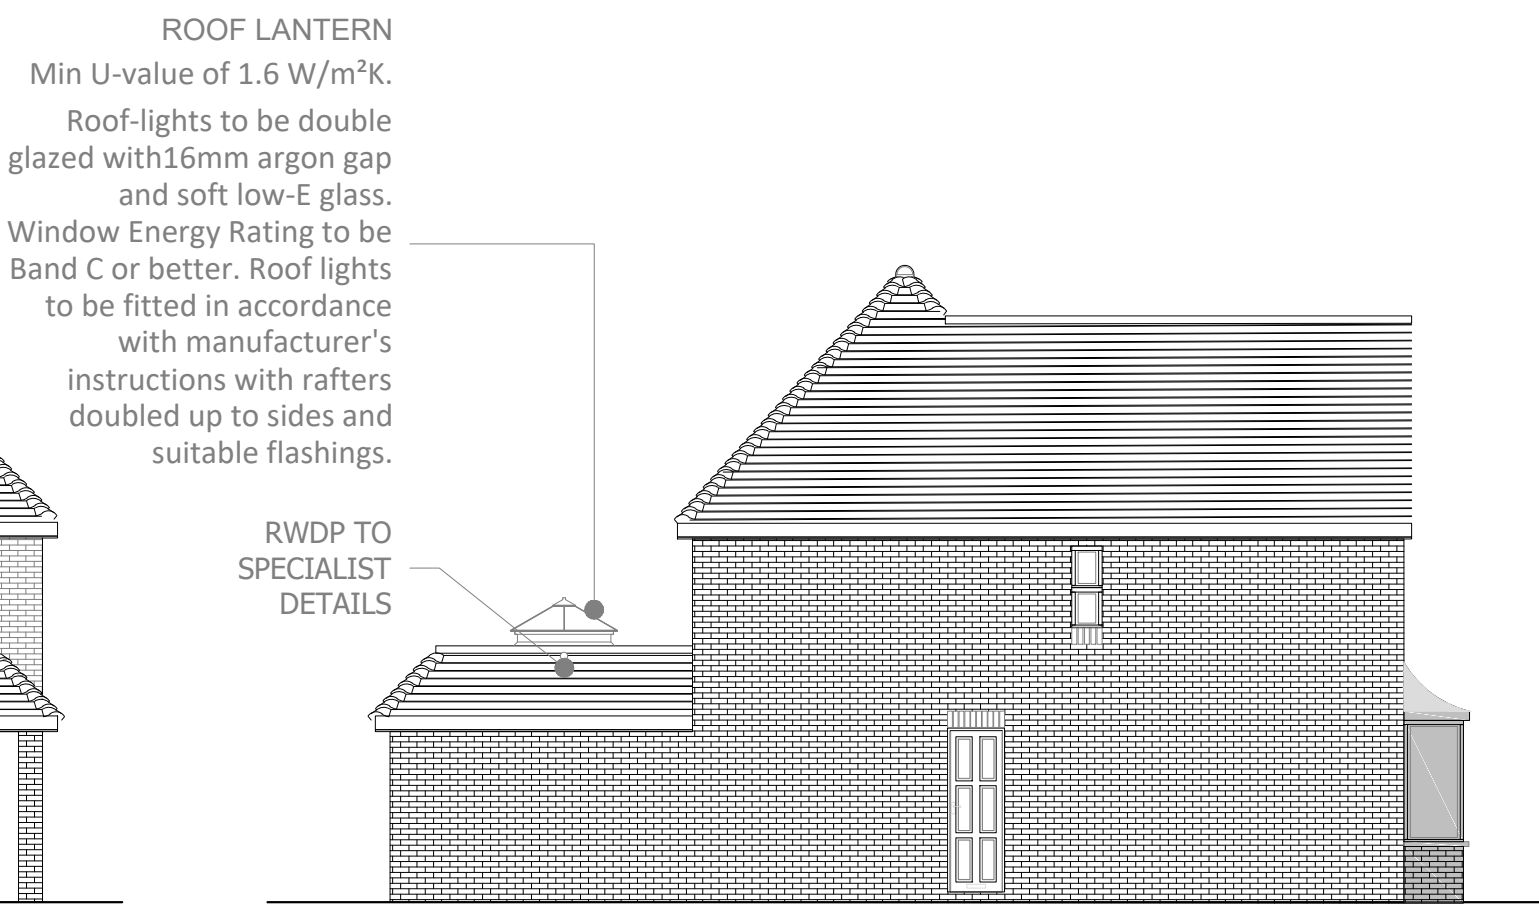 ROOF LANTERN
Min U-value of 1.6 W/m²K.
Roof-lights to be double
glazed with16mm argon gap
and soft low-E glass.
Window Energy Rating to be
Band C or better. Roof lights
to be fitted in accordance
with manufacturer's
instructions with rafters
doubled up to sides and
suitable flashings.
RWDP TO
SPECIALIST
DETAILS